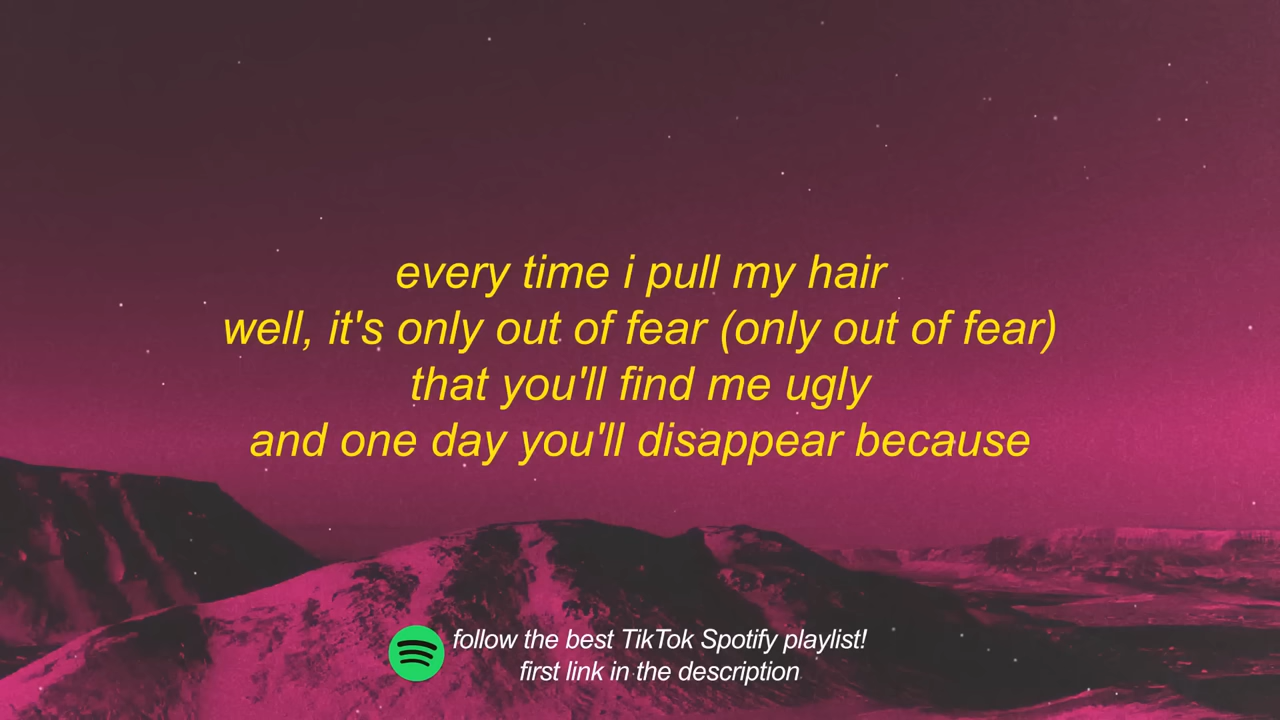 every time i pull my hair
well, it's only out of fear (only out of fear)
that you'll find me ugly
and one day you'll disappear because
follow the best TikTok Spotify playlist!
first link in the description